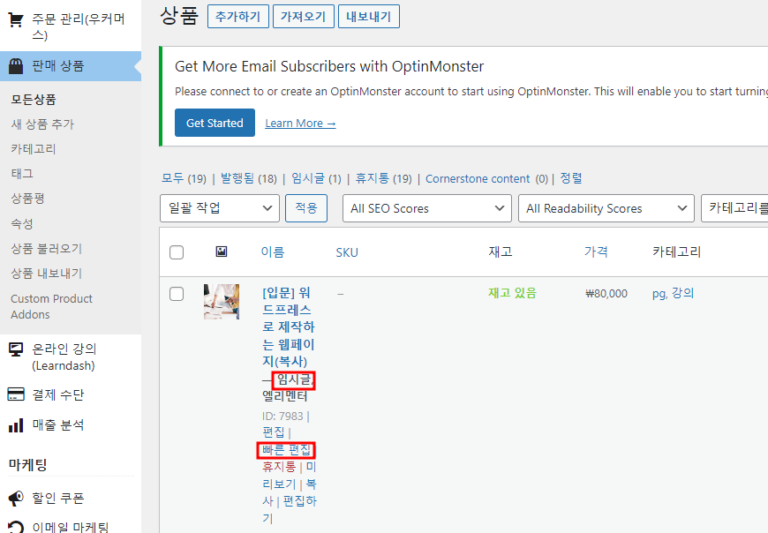 주문 관리(우커머
스)
판매 상품
모든상품
새 상품 추가
카테고리
태그
상품평
속성
상품 불러오기
상품 내보내기
Custom Product
Addons
온라인 강의
(Learndash)
결제 수단
매출 분석
마케팅
할인 쿠폰
이메일 마케팅
상품 추가하기 가져오기 내보내기
Get More Email Subscribers with OptinMonster
Please connect to or create an OptinMonster account to start using OptinMonster. This will enable you to start turning
Get Started Learn More →
모두 (19) | 발행됨 (18) | 임시글 (1) | 휴지통 (19) | Cornerstone content (0) | 정렬
일괄 작업 적용 All SEO Scores All Readability Scores 카테고리를
이름 SKU 재고 가격 카테고리
[입문] 워 – 재고 있음 ₩80,000 pg, 강의
드프레스
로 제작하
는 웹페이
지(복사)
— 임시글,
엘리멘터
ID: 7983 |
편집 |
빠른 편집
휴지통 | 미
리보기 | 복
사 | 편집하
기